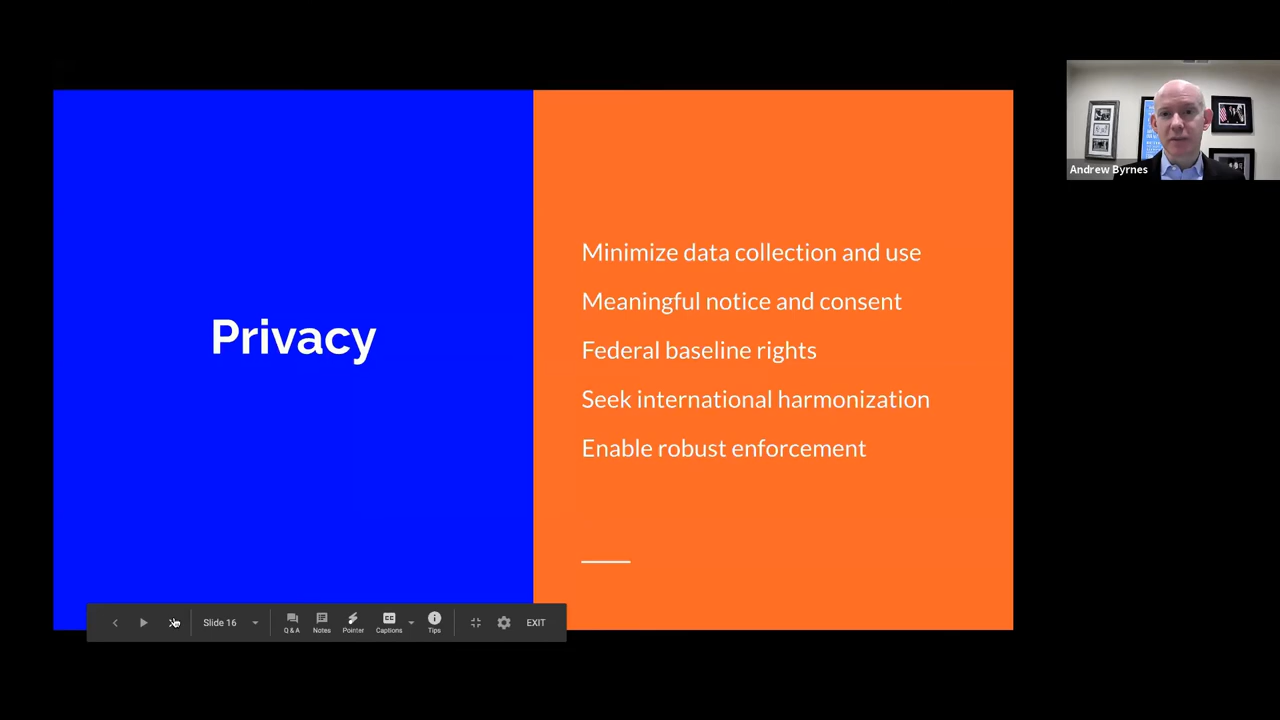 Privacy
Minimize data collection and use
Meaningful notice and consent
Federal baseline rights
Seek international harmonization
Enable robust enforcement
Andrew Byrnes
Slide 16
Q & A
Notes
Pointer
CC
Captions
Tips
EXIT